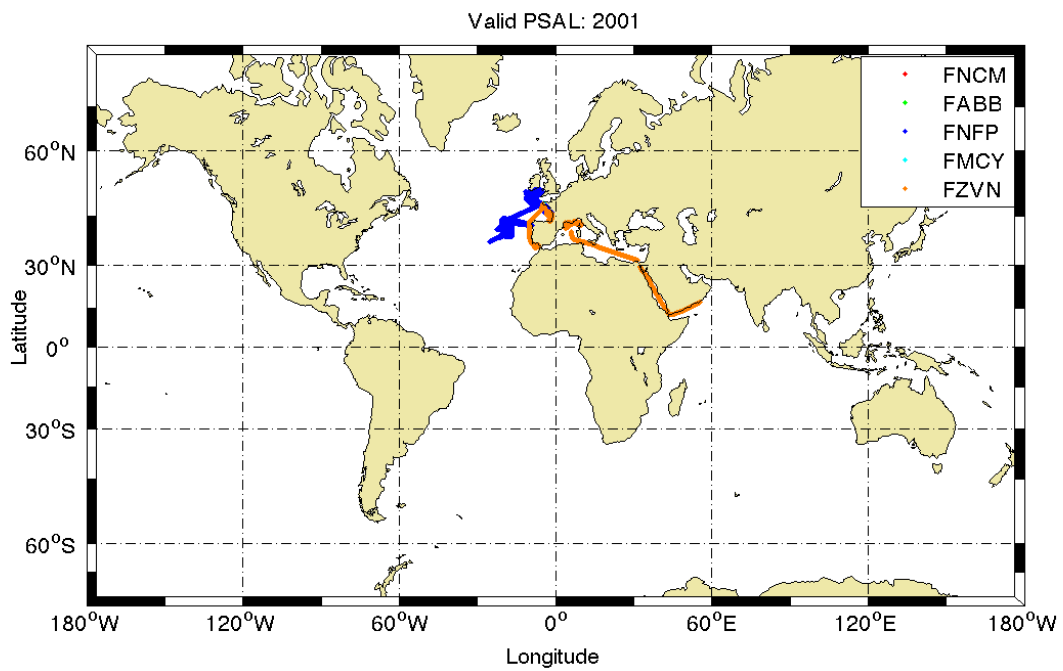 Valid PSAL: 2001
FNCM
FABB
FNFP
FMCY
FZVN
60°N
30°N
0°
30°S
60°S
Latitude
180°W
120°W
60°W
0°
60°E
120°E
180°W
Longitude